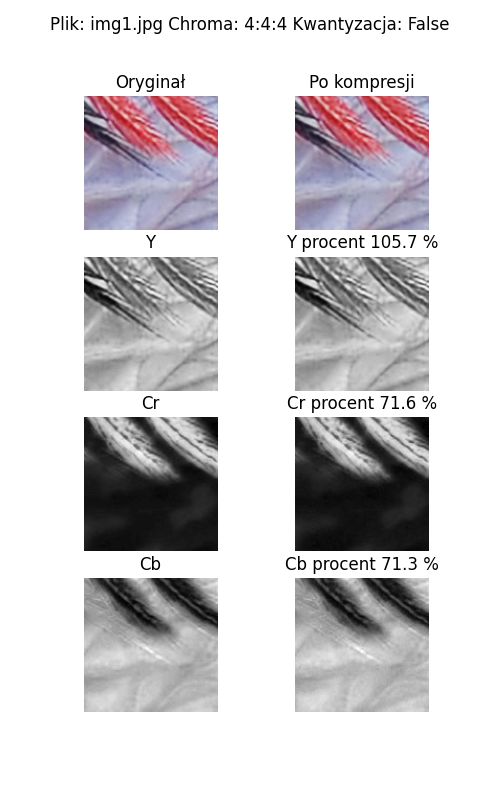 Plik: img1.jpg Chroma: 4:4:4 Kwantyzacja: False
Oryginał
Po kompresji
Y
Y procent 105.7 %
Cr
Cr procent 71.6 %
Cb
Cb procent 71.3 %